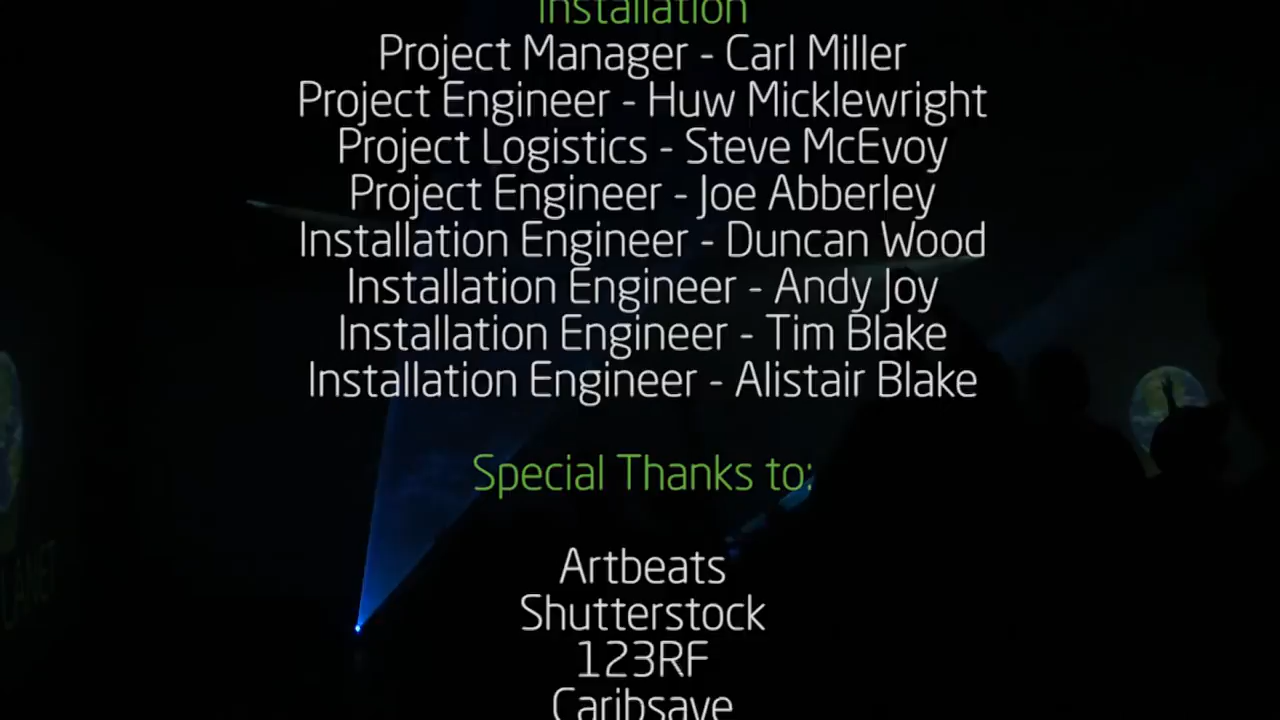 Installation
Project Manager - Carl Miller
Project Engineer - Huw Micklewright
Project Logistics - Steve McEvoy
Project Engineer - Joe Abberley
Installation Engineer - Duncan Wood
Installation Engineer - Andy Joy
Installation Engineer - Tim Blake
Installation Engineer - Alistair Blake
Special Thanks to:
Artbeats
Shutterstock
123RF
Caribsave